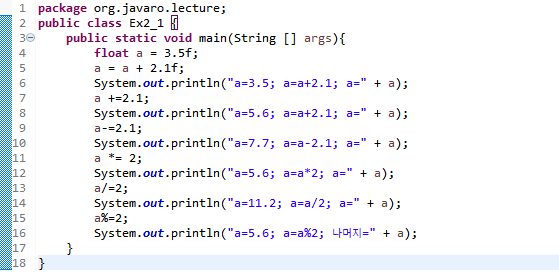 1 package org.javaro.lecture;
2 public class Ex2_1 {
3 public static void main(String [] args){
4 float a = 3.5f;
5 a = a + 2.1f;
6 System.out.println("a=3.5; a=a+2.1; a=" + a);
7 a +=2.1;
8 System.out.println("a=5.6; a=a+2.1; a=" + a);
9 a-=2.1;
10 System.out.println("a=7.7; a=a-2.1; a=" + a);
11 a *= 2;
12 System.out.println("a=5.6; a=a*2; a=" + a);
13 a/=2;
14 System.out.println("a=11.2; a=a/2; a=" + a);
15 a%=2;
16 System.out.println("a=5.6; a=a%2; 나머지=" + a);
17 }
18 }